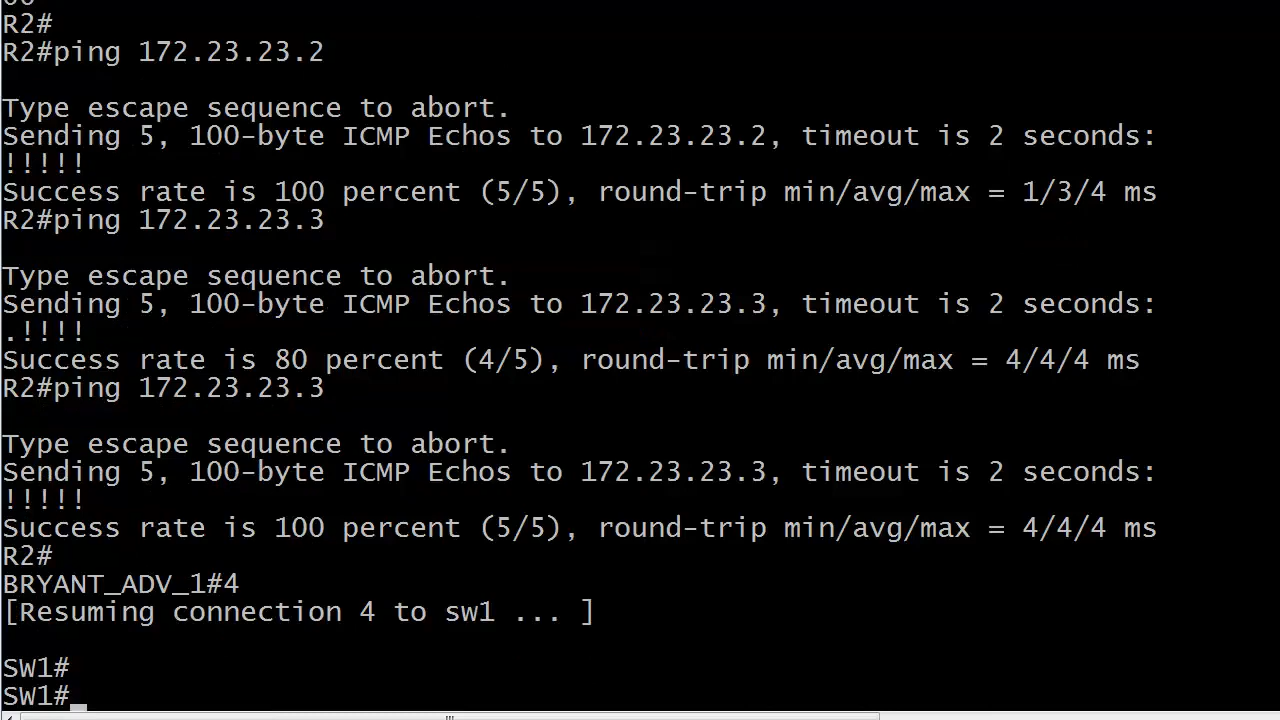 R2#
R2#ping 172.23.23.2
Type escape sequence to abort.
Sending 5, 100-byte ICMP Echos to 172.23.23.2, timeout is 2 seconds:
!!!!!
Success rate is 100 percent (5/5), round-trip min/avg/max = 1/3/4 ms
R2#ping 172.23.23.3
Type escape sequence to abort.
Sending 5, 100-byte ICMP Echos to 172.23.23.3, timeout is 2 seconds:
.!!!!
Success rate is 80 percent (4/5), round-trip min/avg/max = 4/4/4 ms
R2#ping 172.23.23.3
Type escape sequence to abort.
Sending 5, 100-byte ICMP Echos to 172.23.23.3, timeout is 2 seconds:
!!!!!
Success rate is 100 percent (5/5), round-trip min/avg/max = 4/4/4 ms
R2#
BRYANT_ADV_1#4
[Resuming connection 4 to sw1 ... ]
SW1#
SW1#